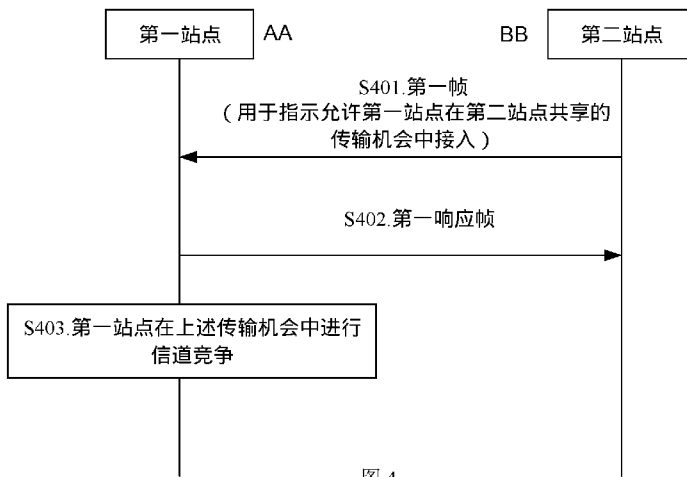 第一站点
AA
BB
第二站点
S401.第一帧
（用于指示允许第一站点在第二站点共享的
传输机会中接入）
S402.第一响应帧
S403.第一站点在上述传输机会中进行
信道竞争
图 4